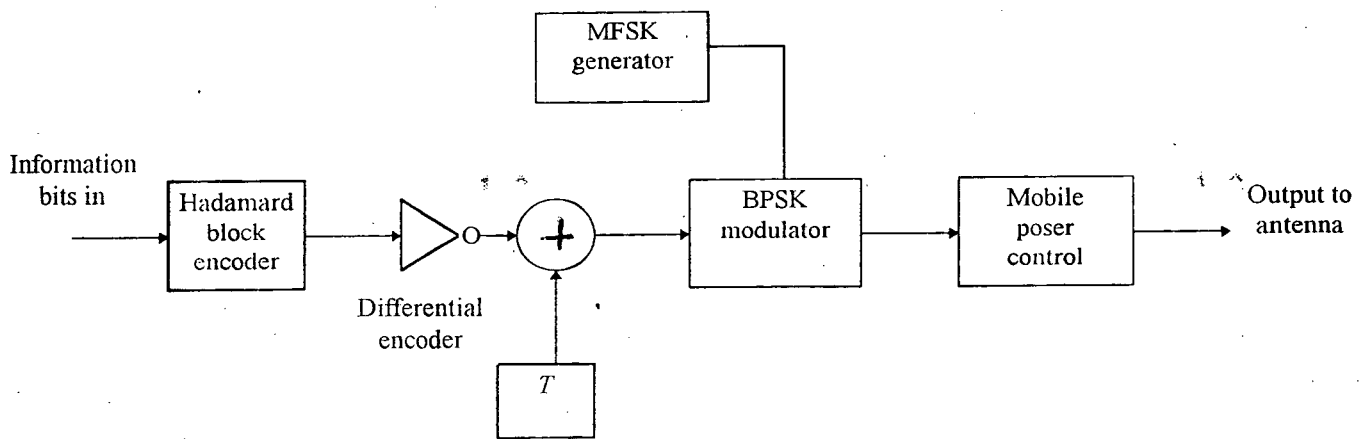 MFSK
generator
Information
bits in
Hadamard
block
encoder
O
+
BPSK
modulator
Mobile
poser
control
Output to
antenna
Differential
encoder
T